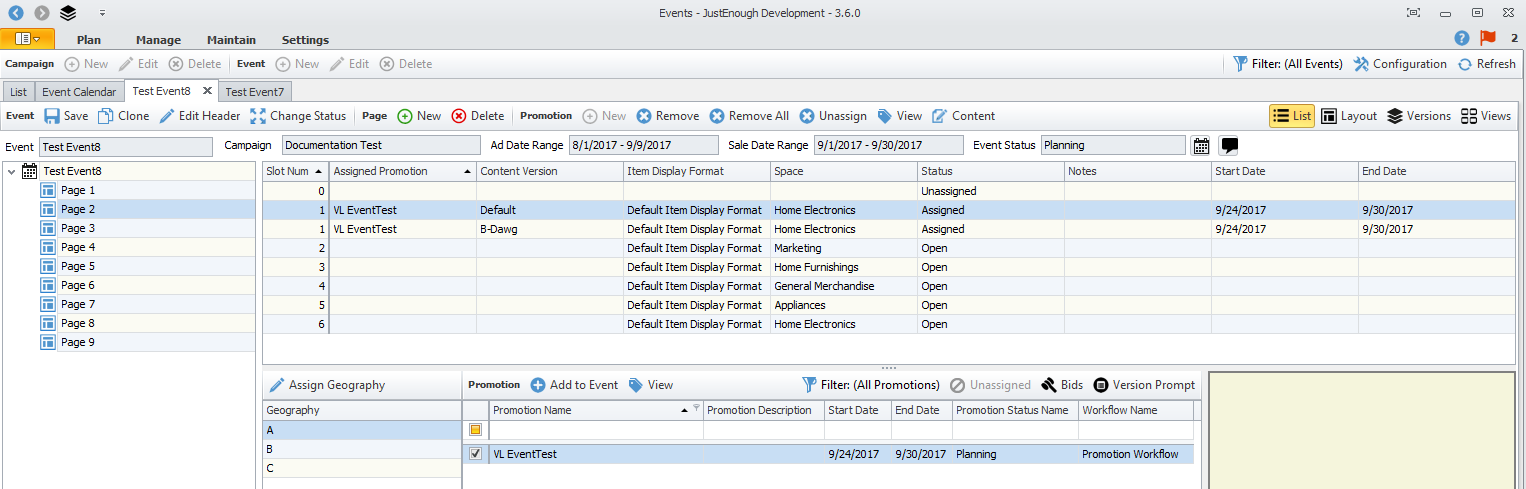 Events - JustEnough Development - 3.6.0
Plan Manage Maintain Settings 2
Campaign New Edit Delete Event New Edit Delete Filter: (All Events) Configuration Refresh
List Event Calendar Test Event8 Test Event7
Event Save Clone Edit Header Change Status Page New Delete Promotion New Remove Remove All Unassign View Content List Layout Versions Views
Event Test Event8 Campaign Documentation Test Ad Date Range 8/1/2017 - 9/9/2017 Sale Date Range 9/1/2017 - 9/30/2017 Event Status Planning
Test Event8
Page 1
Page 2
Page 3
Page 4
Page 5
Page 6
Page 7
Page 8
Page 9
Slot Num Assigned Promotion Content Version Item Display Format Space Status Notes Start Date End Date
0 Unassigned
1 VL EventTest Default Default Item Display Format Home Electronics Assigned 9/24/2017 9/30/2017
1 VL EventTest B-Dawg Default Item Display Format Home Electronics Assigned 9/24/2017 9/30/2017
2 Default Item Display Format Marketing Open
3 Default Item Display Format Home Furnishings Open
4 Default Item Display Format General Merchandise Open
5 Default Item Display Format Appliances Open
6 Default Item Display Format Home Electronics Open
Assign Geography
Geography
A
B
C
Promotion Add to Event View Filter: (All Promotions) Unassigned Bids Version Prompt
Promotion Name Promotion Description Start Date End Date Promotion Status Name Workflow Name
VL EventTest 9/24/2017 9/30/2017 Planning Promotion Workflow